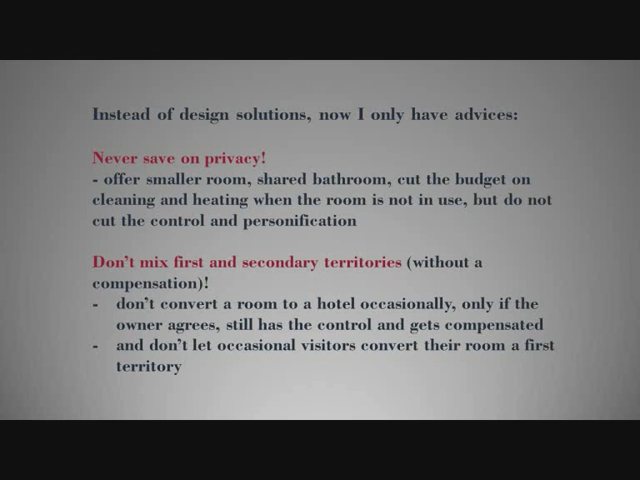 Instead of design solutions, now I only have advices:
Never save on privacy!
- offer smaller room, shared bathroom, cut the budget on
cleaning and heating when the room is not in use, but do not
cut the control and personification
Don't mix first and secondary territories (without a
compensation)!
- don't convert a room to a hotel occasionally, only if the
owner agrees, still has the control and gets compensated
- and don't let occasional visitors convert their room a first
territory